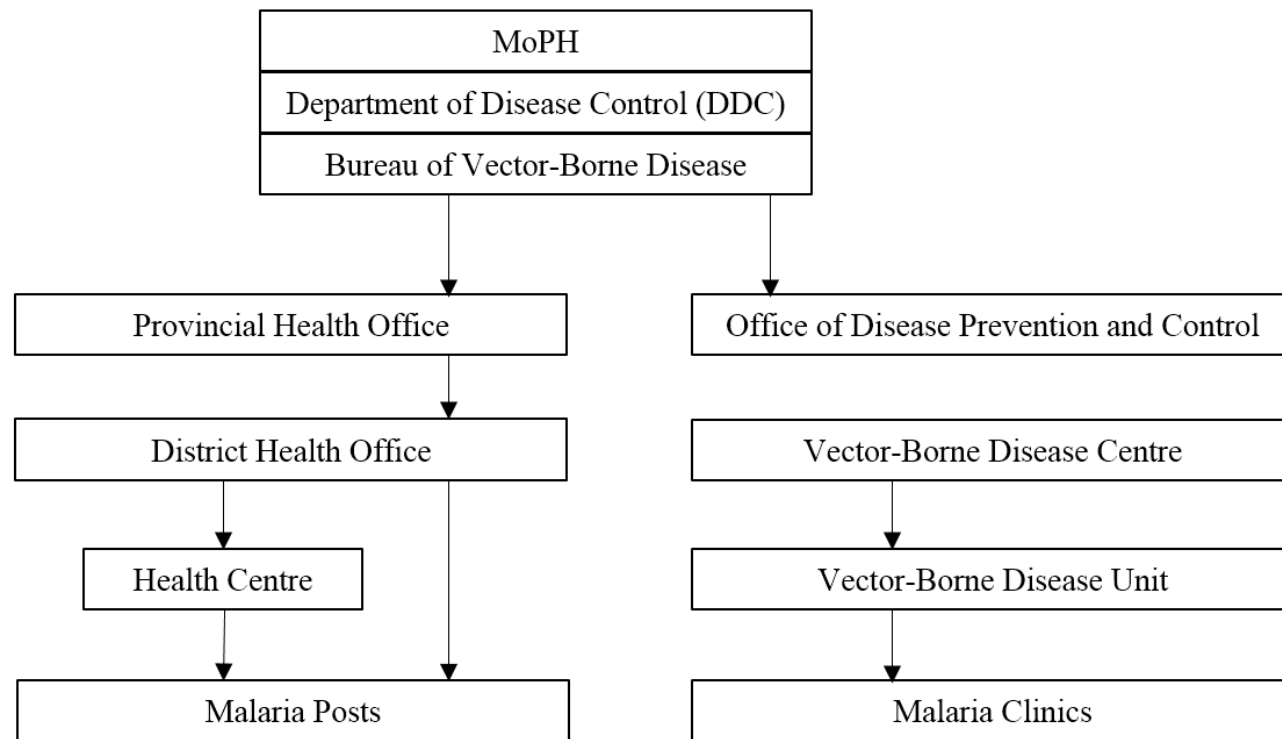 MoPH
Department of Disease Control (DDC)
Bureau of Vector-Borne Disease
Provincial Health Office
Office of Disease Prevention and Control
District Health Office
Vector-Borne Disease Centre
Health Centre
Vector-Borne Disease Unit
Malaria Posts
Malaria Clinics